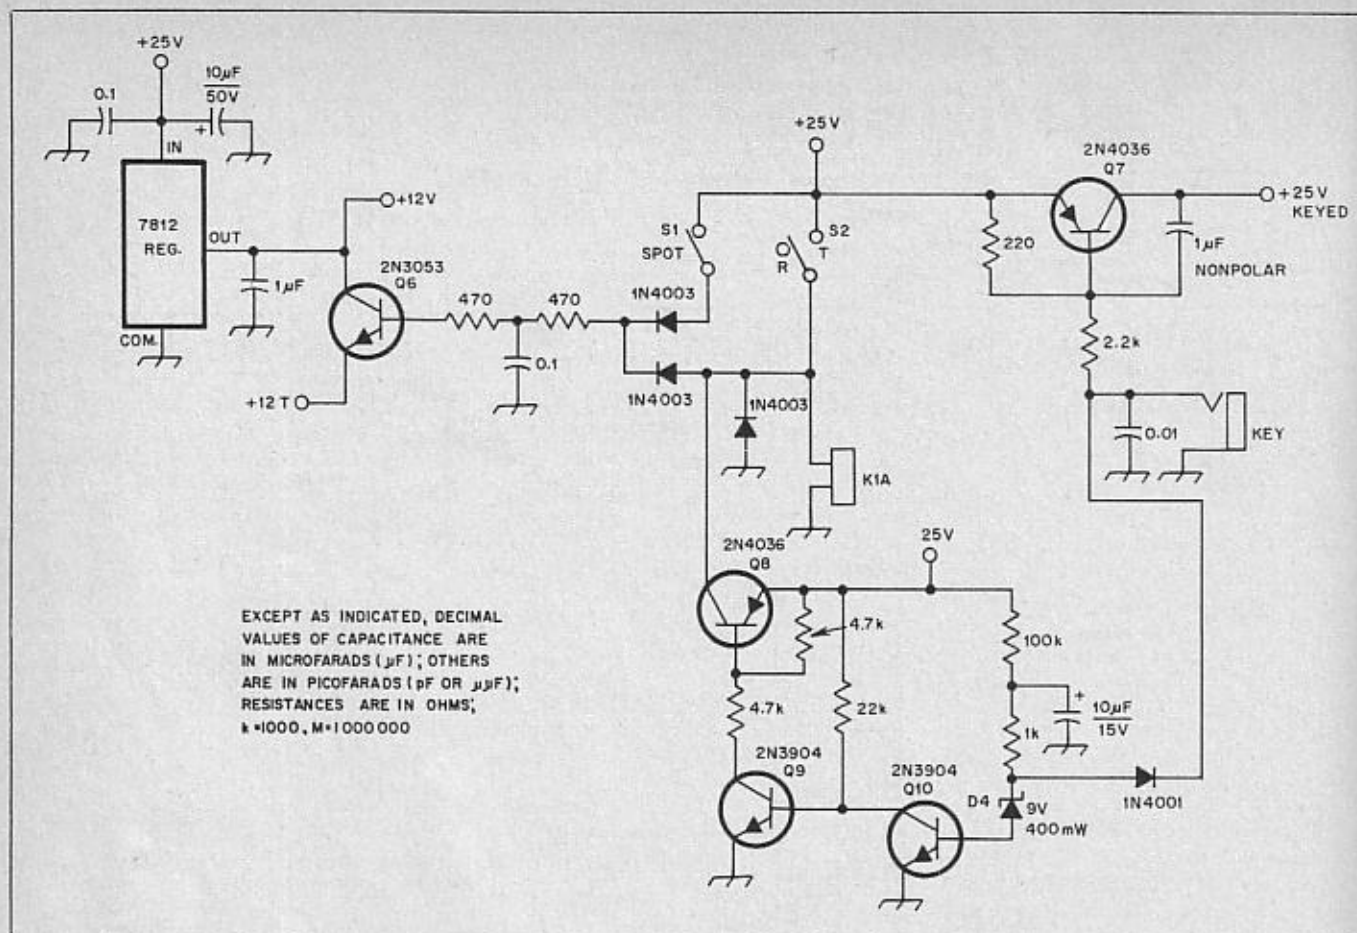 +25V
10µF
50V
0.1
+
IN
7812
REG.
OUT
COM.
1µF
+12V
2N3053
Q6
+12 T
470
470
0.1
+25V
S1
SPOT
S2
T
R
1N4003
1N4003
1N4003
K1A
2N4036
Q7
+25V
KEYED
220
1µF
NONPOLAR
2.2k
0.01
KEY
2N4036
Q8
25V
4.7k
100k
4.7k
22k
+
10µF
15V
1k
2N3904
Q9
2N3904
Q10
D4
9V
400mW
1N4001
EXCEPT AS INDICATED, DECIMAL
VALUES OF CAPACITANCE ARE
IN MICROFARADS (µF); OTHERS
ARE IN PICOFARADS (pF OR µµF);
RESISTANCES ARE IN OHMS;
k=1000, M=1000000